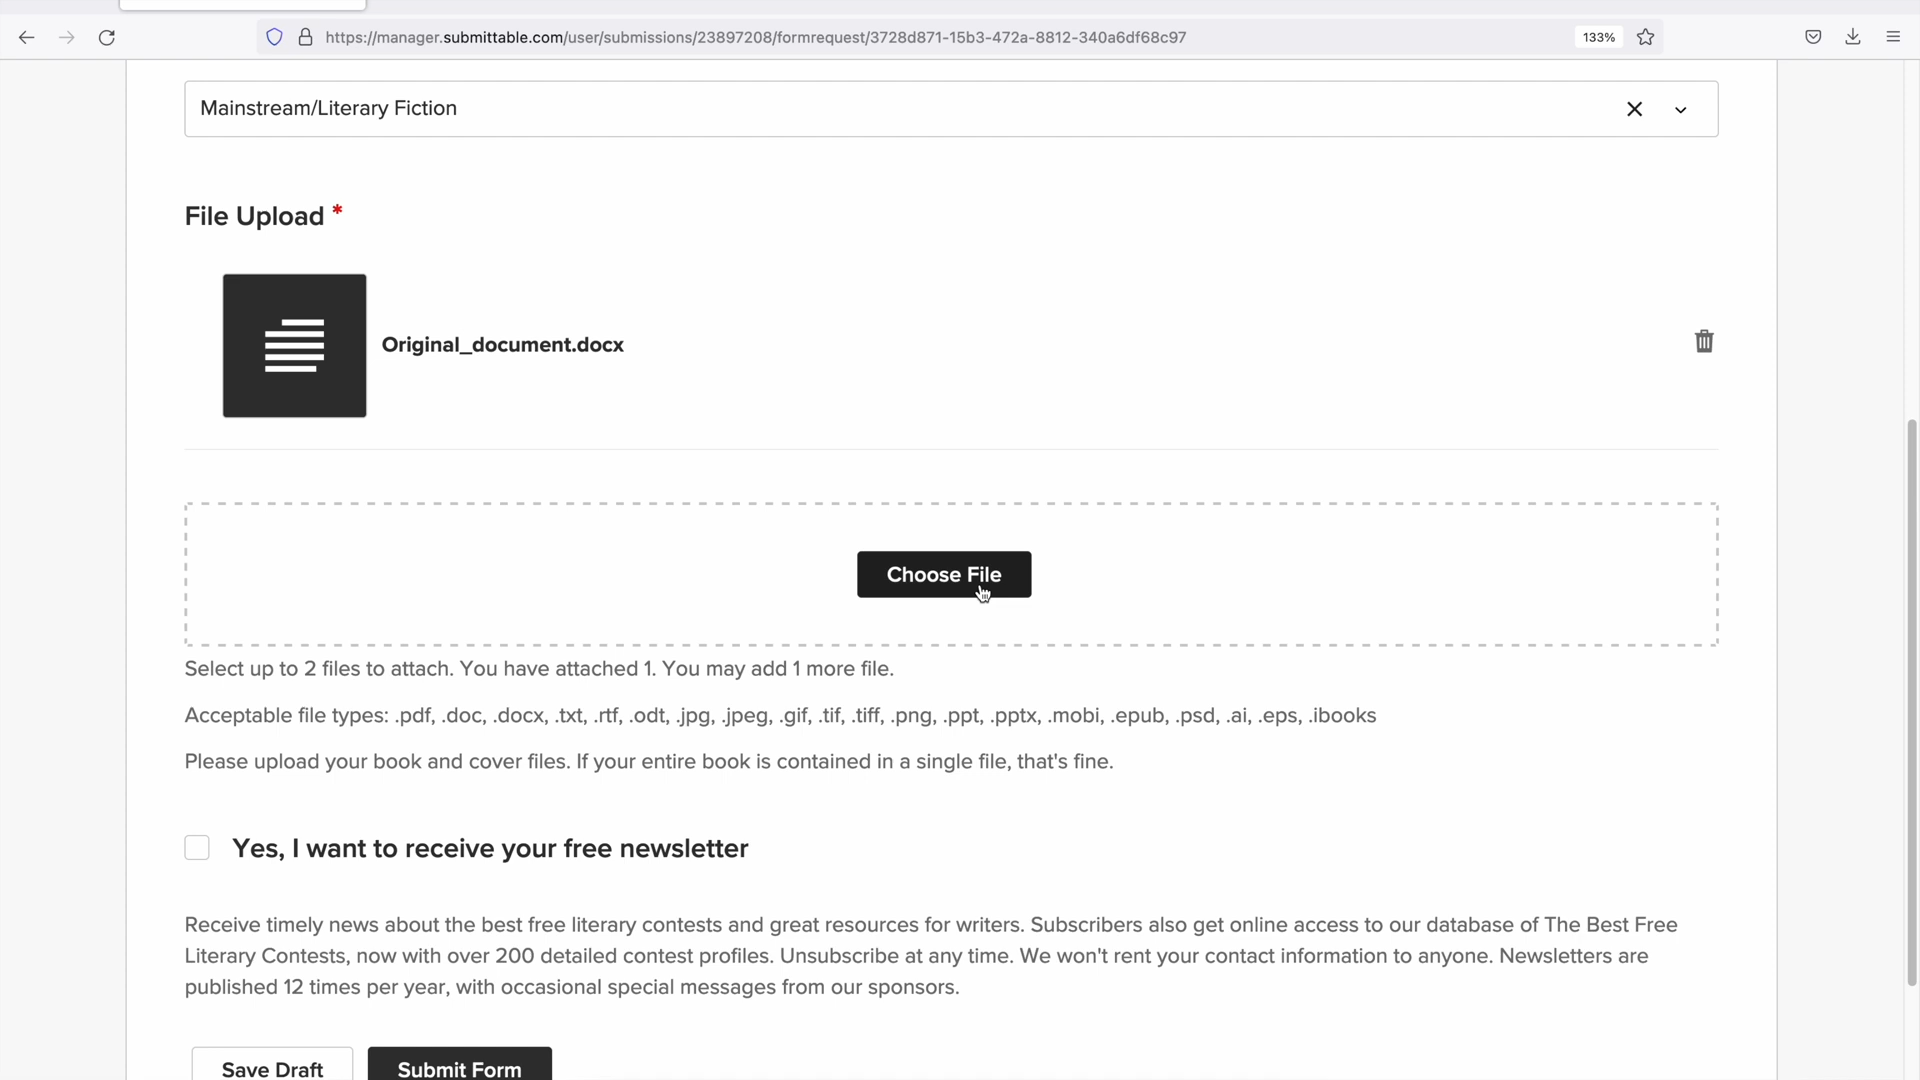 https://manager.submittable.com/user/submissions/23897208/formrequest/3728d871-15b3-472a-8812-340a6df68c97
133%
Mainstream/Literary Fiction
File Upload *
Original_document.docx
Choose File
Select up to 2 files to attach. You have attached 1. You may add 1 more file.
Acceptable file types: .pdf, .doc, .docx, .txt, .rtf, .odt, .jpg, .jpeg, .gif, .tif, .tiff, .png, .ppt, .pptx, .mobi, .epub, .psd, .ai, .eps, .ibooks
Please upload your book and cover files. If your entire book is contained in a single file, that's fine.
Yes, I want to receive your free newsletter
Receive timely news about the best free literary contests and great resources for writers. Subscribers also get online access to our database of The Best Free
Literary Contests, now with over 200 detailed contest profiles. Unsubscribe at any time. We won't rent your contact information to anyone. Newsletters are
published 12 times per year, with occasional special messages from our sponsors.
Save Draft
Submit Form